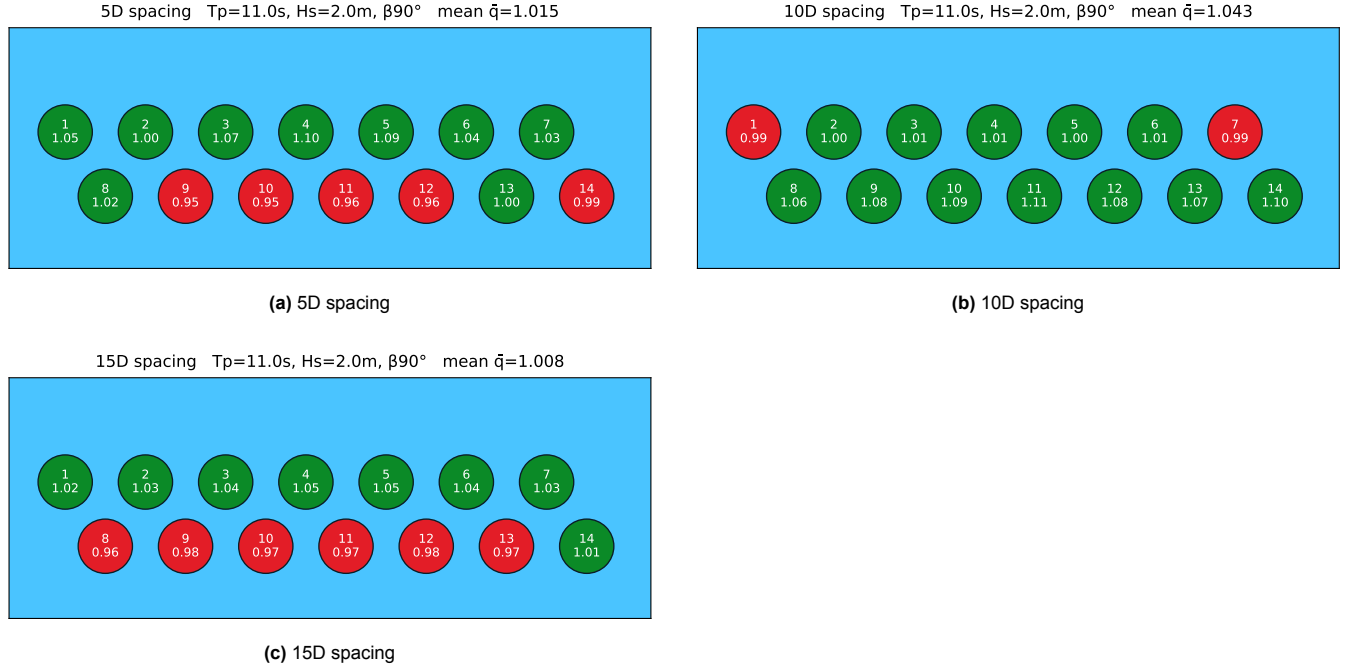 5D spacing   Tp=11.0s, Hs=2.0m, β90°   mean q̄=1.015
1 2 3 4 5 6 7
1.05 1.00 1.07 1.10 1.09 1.04 1.03
8 9 10 11 12 13 14
1.02 0.95 0.95 0.96 0.96 1.00 0.99
(a) 5D spacing
10D spacing   Tp=11.0s, Hs=2.0m, β90°   mean q̄=1.043
1 2 3 4 5 6 7
0.99 1.00 1.01 1.01 1.00 1.01 0.99
8 9 10 11 12 13 14
1.06 1.08 1.09 1.11 1.08 1.07 1.10
(b) 10D spacing
15D spacing   Tp=11.0s, Hs=2.0m, β90°   mean q̄=1.008
1 2 3 4 5 6 7
1.02 1.03 1.04 1.05 1.05 1.04 1.03
8 9 10 11 12 13 14
0.96 0.98 0.97 0.97 0.98 0.97 1.01
(c) 15D spacing